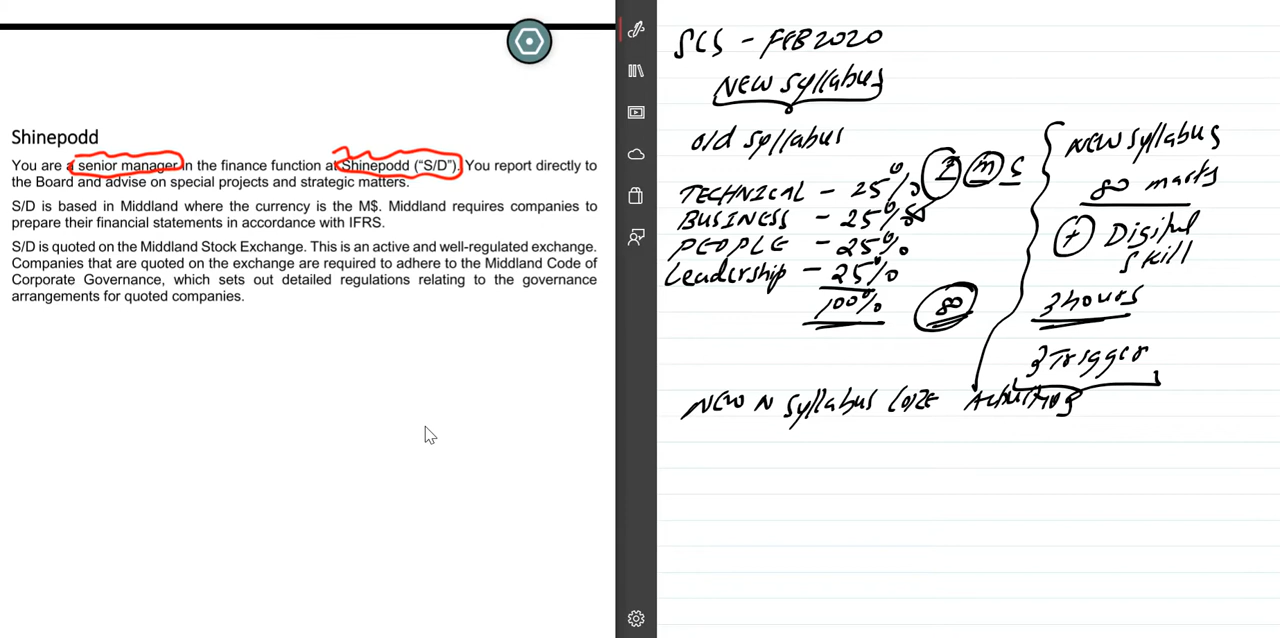 Shinepodd
You are a senior manager in the finance function at Shinepodd ("S/D"). You report directly to
the Board and advise on special projects and strategic matters.
S/D is based in Middland where the currency is the M$. Middland requires companies to
prepare their financial statements in accordance with IFRS.
S/D is quoted on the Middland Stock Exchange. This is an active and well-regulated exchange.
Companies that are quoted on the exchange are required to adhere to the Middland Code of
Corporate Governance, which sets out detailed regulations relating to the governance
arrangements for quoted companies.
SCS - FEB 2020
NEW syllabus
old syllabus
TECHNICAL - 25%
BUSINESS - 25%
PEOPLE - 25%
Leadership - 25%
100%
80
M S
NEW syllabus
80 marks
+ Digital
skill
3 hours
3 Trigger
NEW syllabus CORE